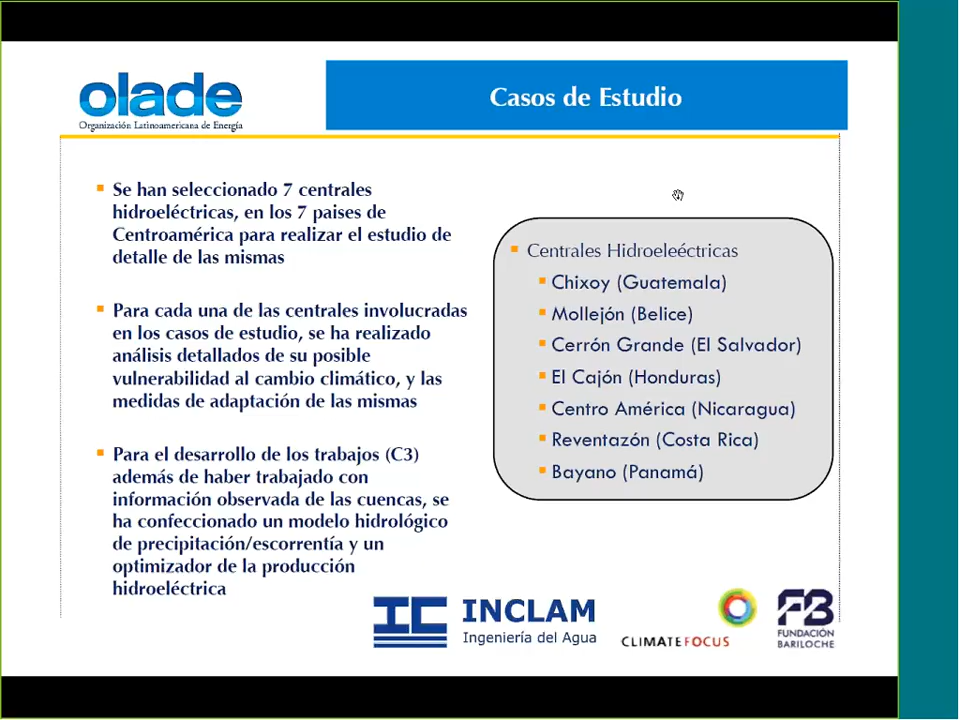 olade
Organización Latinoamericana de Energía
Casos de Estudio
Se han seleccionado 7 centrales
hidroeléctricas, en los 7 paises de
Centroamérica para realizar el estudio de
detalle de las mismas
Para cada una de las centrales involucradas
en los casos de estudio, se ha realizado
análisis detallados de su posible
vulnerabilidad al cambio climático, y las
medidas de adaptación de las mismas
Para el desarrollo de los trabajos (C3)
además de haber trabajado con
información observada de las cuencas, se
ha confeccionado un modelo hidrológico
de precipitación/escorrentía y un
optimizador de la producción
hidroeléctrica
Centrales Hidroeleéctricas
Chixoy (Guatemala)
Mollejón (Belice)
Cerrón Grande (El Salvador)
El Cajón (Honduras)
Centro América (Nicaragua)
Reventazón (Costa Rica)
Bayano (Panamá)
INCLAM
Ingeniería del Agua
CLIMATEFOCUS
FB
FUNDACIÓN
BARILOCHE